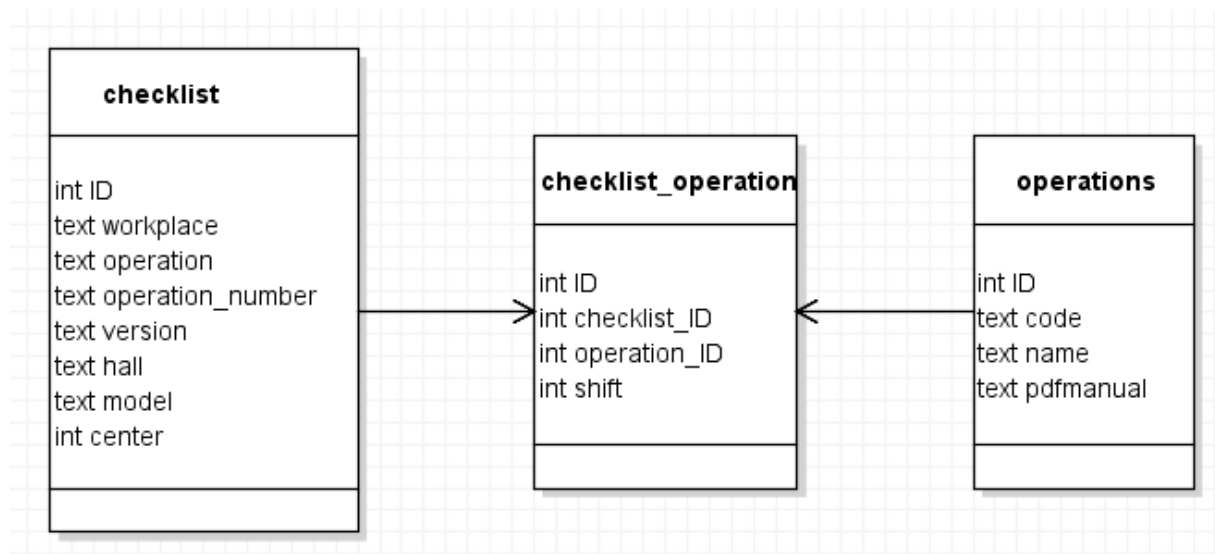 checklist
int ID
text workplace
text operation
text operation_number
text version
text hall
text model
int center
checklist_operation
int ID
int checklist_ID
int operation_ID
int shift
operations
int ID
text code
text name
text pdfmanual